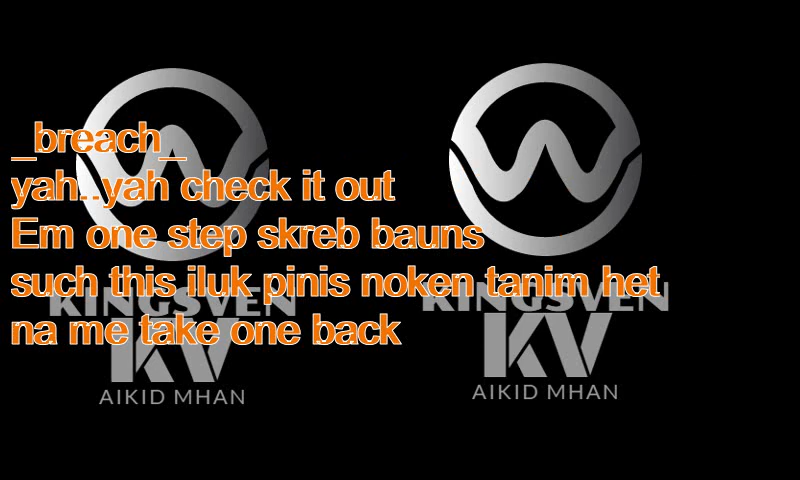 _breach_
yah..yah check it out
Em one step skreb bauns
such this iluk pinis noken tanim het
na me take one back
KINGSVEN KINGSVEN
KV KV
AIKID MHAN AIKID MHAN